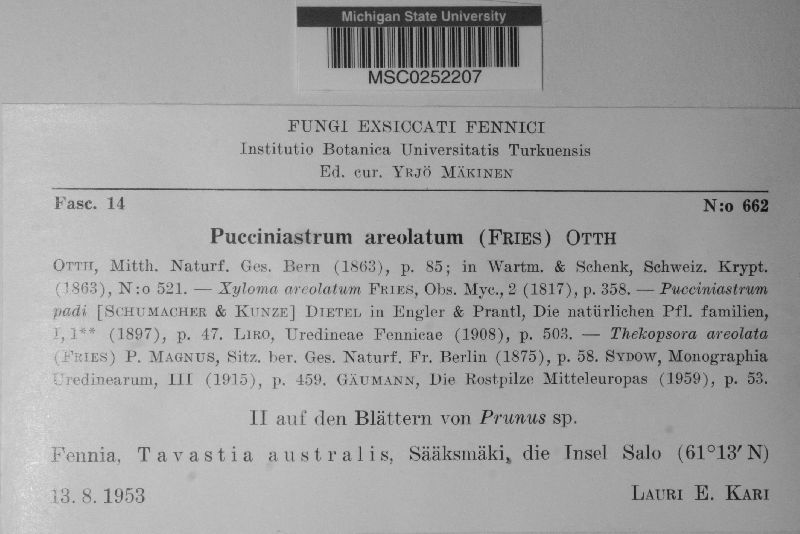 Michigan State University
MSC0252207
FUNGI EXSICCATI FENNICI
Institutio Botanica Universitatis Turkuensis
Ed. cur. YRJÖ MÄKINEN
Fasc. 14 N:o 662
Pucciniastrum areolatum (FRIES) OTTH
OTTH, Mitth. Naturf. Ges. Bern (1863), p. 85; in Wartm. & Schenk, Schweiz. Krypt.
(1863), N:o 521. — Xyloma areolatum FRIES, Obs. Myc., 2 (1817), p. 358. — Pucciniastrum
padi [SCHUMACHER & KUNZE] DIETEL in Engler & Prantl, Die natürlichen Pfl. familien,
I, 1** (1897), p. 47. LIRO, Uredineae Fennicae (1908), p. 503. — Thekopsora areolata
(FRIES) P. MAGNUS, Sitz. ber. Ges. Naturf. Fr. Berlin (1875), p. 58. SYDOW, Monographia
Uredinearum, III (1915), p. 459. GÄUMANN, Die Rostpilze Mitteleuropas (1959), p. 53.
II auf den Blättern von Prunus sp.
Fennia, Tavastia australis, Sääksmäki, die Insel Salo (61°13′ N)
13. 8. 1953 LAURI E. KARI